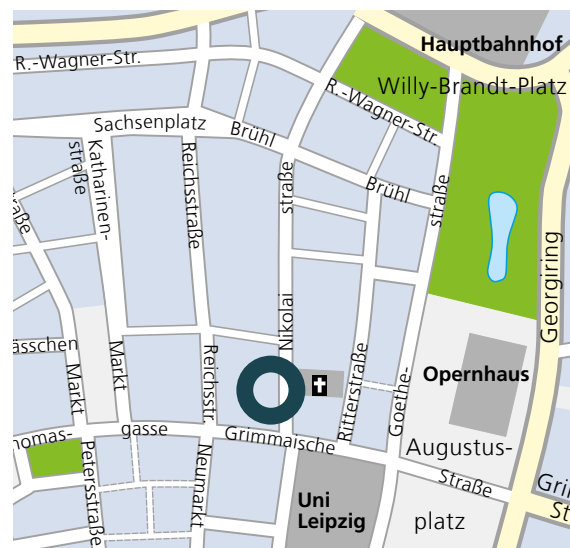 Hauptbahnhof
R.-Wagner-Str.
Willy-Brandt-Platz
R.-Wagner-Str.
Sachsenplatz
Brühl
Katharinen-
straße
Reichsstraße
straße
Brühl
straße
Georgiring
Nikolai
Markt
Markt
Reichsstr.
Ritterstraße
Goethe-
Opernhaus
gasse
Grimmaische
Augustus-
Petersstraße
Neumarkt
Straße
Uni
Leipzig
platz